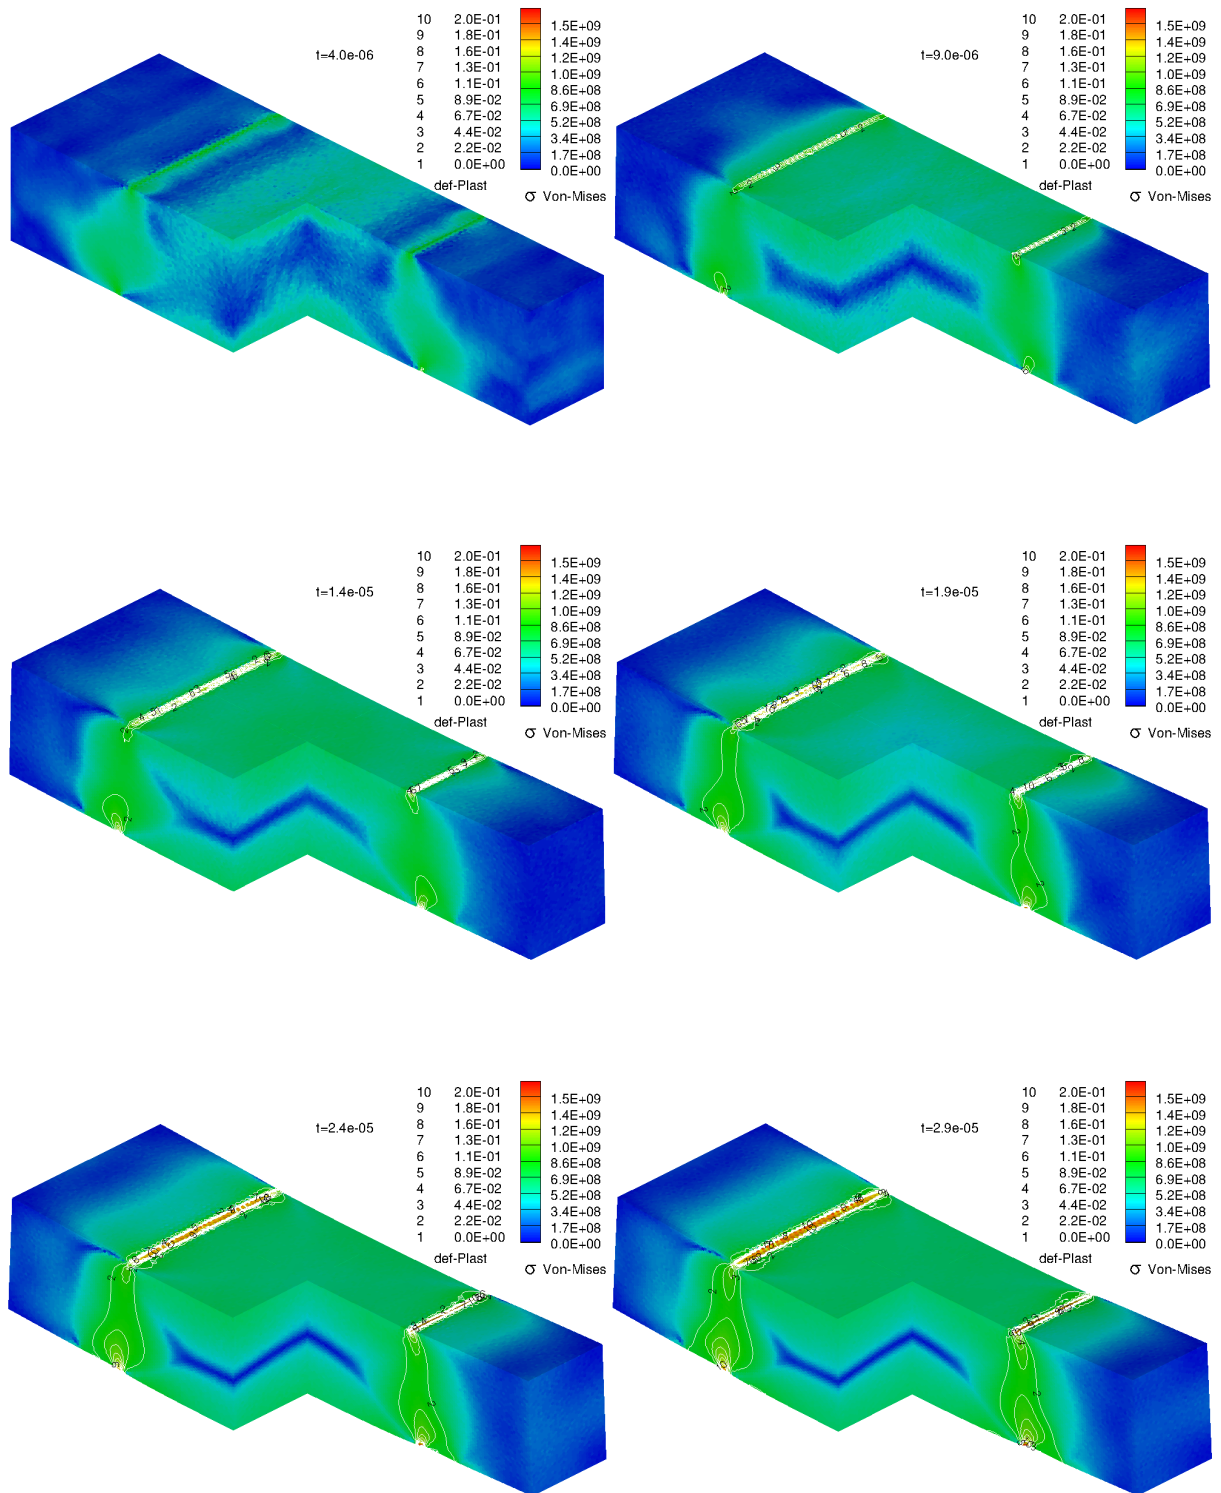 t=4.0e-06
10 2.0E-01 1.5E+09
9 1.8E-01 1.4E+09
8 1.6E-01 1.2E+09
7 1.3E-01 1.0E+09
6 1.1E-01 8.6E+08
5 8.9E-02 6.9E+08
4 6.7E-02 5.2E+08
3 4.4E-02 3.4E+08
2 2.2E-02 1.7E+08
1 0.0E+00 0.0E+00
def-Plast
σ Von-Mises
t=9.0e-06
10 2.0E-01 1.5E+09
9 1.8E-01 1.4E+09
8 1.6E-01 1.2E+09
7 1.3E-01 1.0E+09
6 1.1E-01 8.6E+08
5 8.9E-02 6.9E+08
4 6.7E-02 5.2E+08
3 4.4E-02 3.4E+08
2 2.2E-02 1.7E+08
1 0.0E+00 0.0E+00
def-Plast
σ Von-Mises
t=1.4e-05
10 2.0E-01 1.5E+09
9 1.8E-01 1.4E+09
8 1.6E-01 1.2E+09
7 1.3E-01 1.0E+09
6 1.1E-01 8.6E+08
5 8.9E-02 6.9E+08
4 6.7E-02 5.2E+08
3 4.4E-02 3.4E+08
2 2.2E-02 1.7E+08
1 0.0E+00 0.0E+00
def-Plast
σ Von-Mises
t=1.9e-05
10 2.0E-01 1.5E+09
9 1.8E-01 1.4E+09
8 1.6E-01 1.2E+09
7 1.3E-01 1.0E+09
6 1.1E-01 8.6E+08
5 8.9E-02 6.9E+08
4 6.7E-02 5.2E+08
3 4.4E-02 3.4E+08
2 2.2E-02 1.7E+08
1 0.0E+00 0.0E+00
def-Plast
σ Von-Mises
t=2.4e-05
10 2.0E-01 1.5E+09
9 1.8E-01 1.4E+09
8 1.6E-01 1.2E+09
7 1.3E-01 1.0E+09
6 1.1E-01 8.6E+08
5 8.9E-02 6.9E+08
4 6.7E-02 5.2E+08
3 4.4E-02 3.4E+08
2 2.2E-02 1.7E+08
1 0.0E+00 0.0E+00
def-Plast
σ Von-Mises
t=2.9e-05
10 2.0E-01 1.5E+09
9 1.8E-01 1.4E+09
8 1.6E-01 1.2E+09
7 1.3E-01 1.0E+09
6 1.1E-01 8.6E+08
5 8.9E-02 6.9E+08
4 6.7E-02 5.2E+08
3 4.4E-02 3.4E+08
2 2.2E-02 1.7E+08
1 0.0E+00 0.0E+00
def-Plast
σ Von-Mises